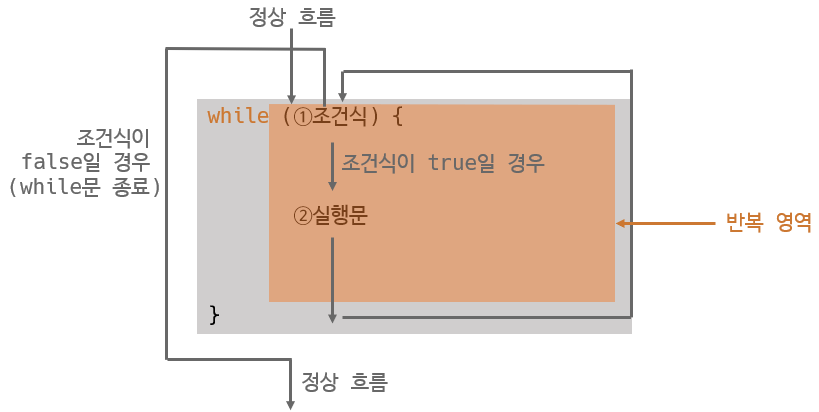 정상 흐름
while (①조건식) {
조건식이
false일 경우
(while문 종료)
조건식이 true일 경우
②실행문
반복 영역
}
정상 흐름